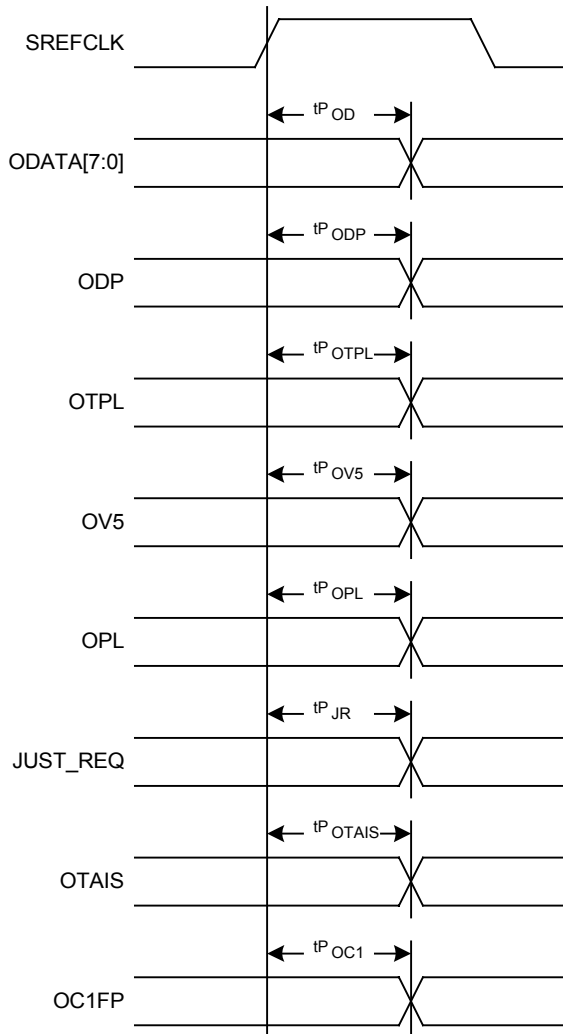 SREFCLK
tP OD
ODATA[7:0]
tP ODP
ODP
tP OTPL
OTPL
tP OV5
OV5
tP OPL
OPL
tP JR
JUST_REQ
tP OTAIS
OTAIS
tP OC1
OC1FP